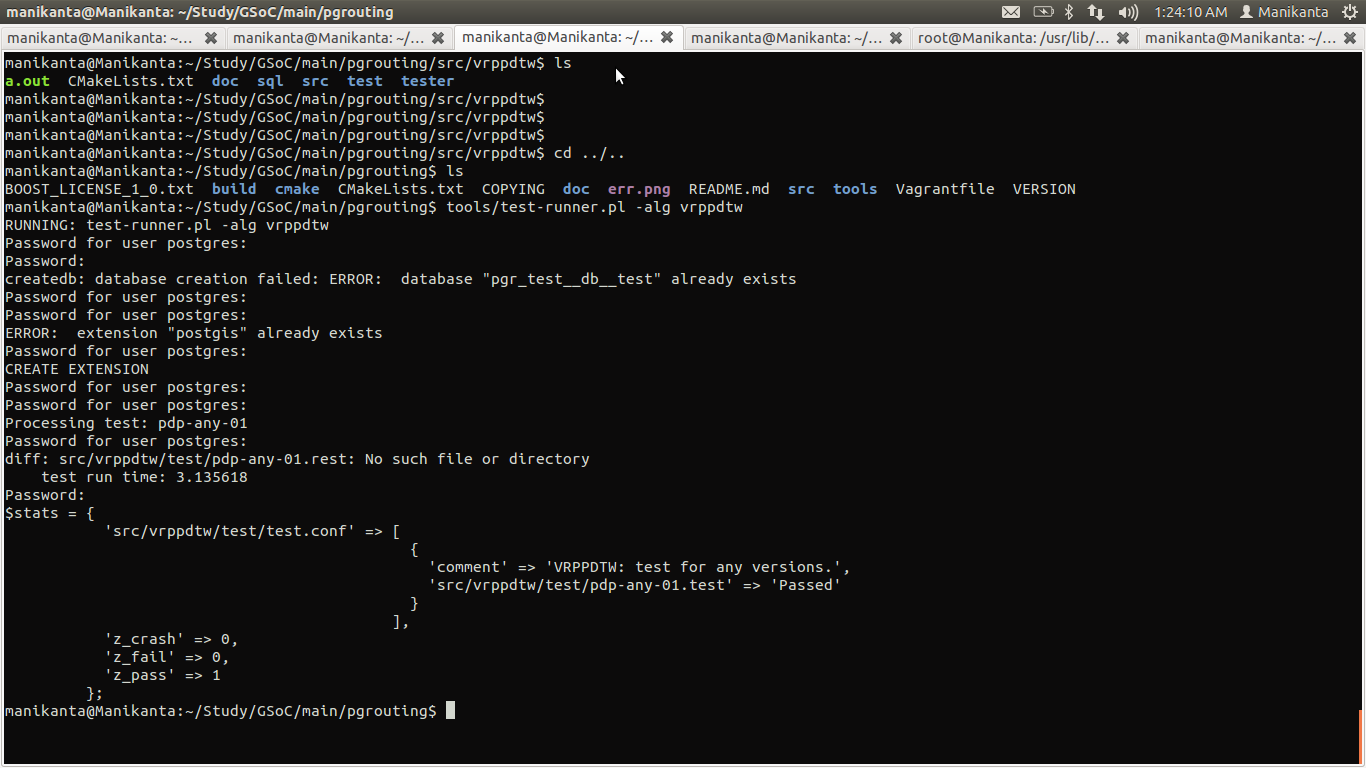 manikanta@Manikanta: ~/Study/GSoC/main/pgrouting 1:24:10 AM Manikanta
manikanta@Manikanta: ~... manikanta@Manikanta: ~/... manikanta@Manikanta: ~/... manikanta@Manikanta: ~/... root@Manikanta: /usr/lib/... manikanta@Manikanta: ~/...
manikanta@Manikanta:~/Study/GSoC/main/pgrouting/src/vrppdtw$ ls
a.out CMakeLists.txt doc sql src test tester
manikanta@Manikanta:~/Study/GSoC/main/pgrouting/src/vrppdtw$
manikanta@Manikanta:~/Study/GSoC/main/pgrouting/src/vrppdtw$
manikanta@Manikanta:~/Study/GSoC/main/pgrouting/src/vrppdtw$
manikanta@Manikanta:~/Study/GSoC/main/pgrouting/src/vrppdtw$ cd ../..
manikanta@Manikanta:~/Study/GSoC/main/pgrouting$ ls
BOOST_LICENSE_1_0.txt build cmake CMakeLists.txt COPYING doc err.png README.md src tools Vagrantfile VERSION
manikanta@Manikanta:~/Study/GSoC/main/pgrouting$ tools/test-runner.pl -alg vrppdtw
RUNNING: test-runner.pl -alg vrppdtw
Password for user postgres:
Password:
createdb: database creation failed: ERROR:  database "pgr_test__db__test" already exists
Password for user postgres:
Password for user postgres:
ERROR:  extension "postgis" already exists
Password for user postgres:
CREATE EXTENSION
Password for user postgres:
Password for user postgres:
Processing test: pdp-any-01
Password for user postgres:
diff: src/vrppdtw/test/pdp-any-01.rest: No such file or directory
    test run time: 3.135618
Password:
$stats = {
           'src/vrppdtw/test/test.conf' => [
                                             {
                                               'comment' => 'VRPPDTW: test for any versions.',
                                               'src/vrppdtw/test/pdp-any-01.test' => 'Passed'
                                             }
                                           ],
           'z_crash' => 0,
           'z_fail' => 0,
           'z_pass' => 1
         };
manikanta@Manikanta:~/Study/GSoC/main/pgrouting$